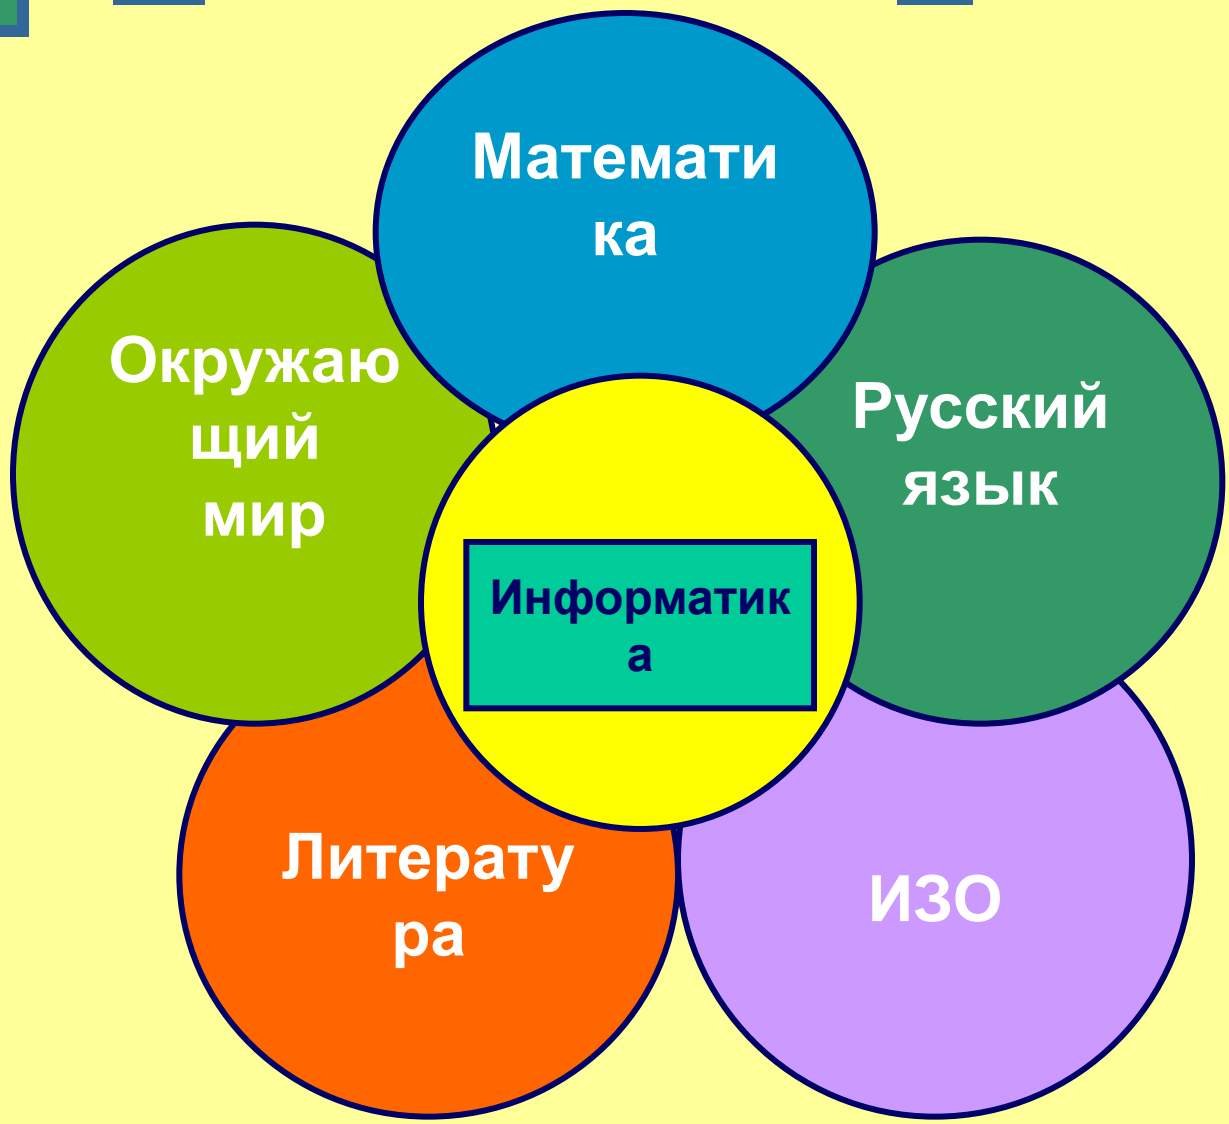 Математи
ка
Окружаю
щий
мир
Русский
язык
Информатик
а
Литерату
ра
ИЗО